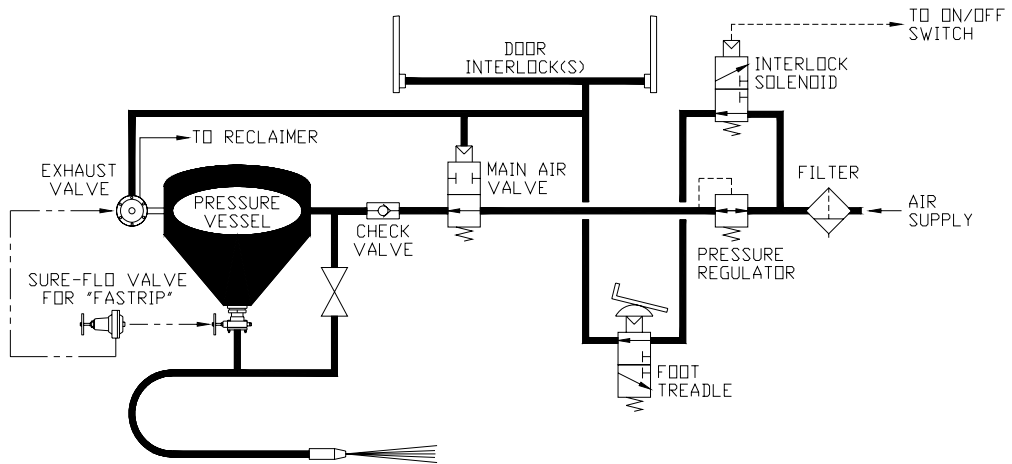 TO ON/OFF
SWITCH
DOOR
INTERLOCK(S)
INTERLOCK
SOLENOID
TO RECLAIMER
EXHAUST
VALVE
MAIN AIR
VALVE
FILTER
PRESSURE
VESSEL
AIR
SUPPLY
CHECK
VALVE
PRESSURE
REGULATOR
SURE-FLO VALVE
FOR "FASTRIP"
FOOT
TREADLE